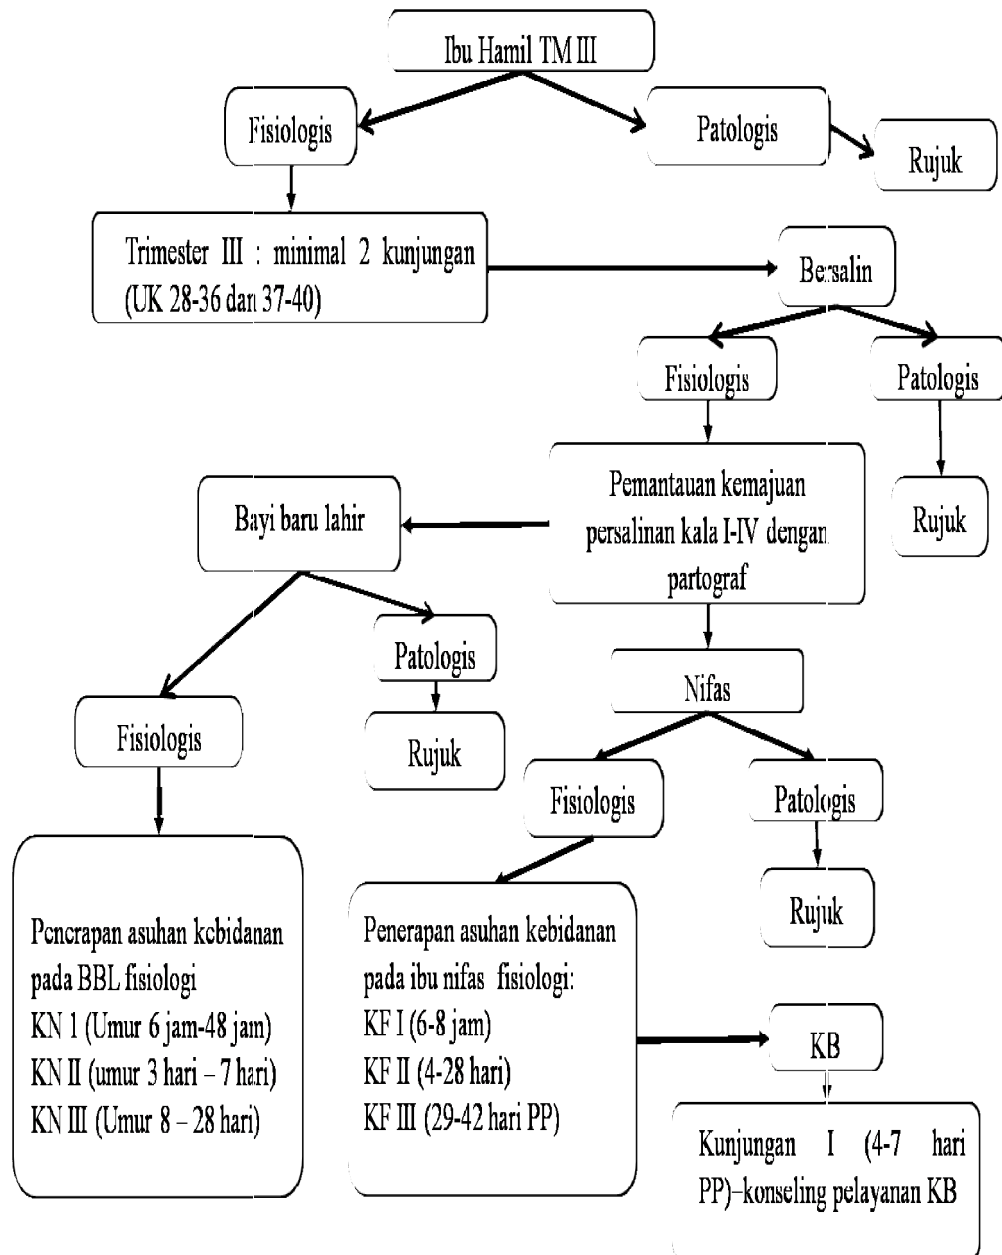 Ibu Hamil TM III
Fisiologis
Patologis
Rujuk
Trimester III : minimal 2 kunjungan
(UK 28-36 dan 37-40)
Bersalin
Fisiologis
Patologis
Pemantauan kemajuan
persalinan kala I-IV dengan
partograf
Rujuk
Bayi baru lahir
Patologis
Rujuk
Fisiologis
Nifas
Fisiologis
Patologis
Rujuk
Penerapan asuhan kebidanan
pada BBL fisiologi
KN 1 (Umur 6 jam-48 jam)
KN II (umur 3 hari – 7 hari)
KN III (Umur 8 – 28 hari)
Penerapan asuhan kebidanan
pada ibu nifas fisiologi:
KF I (6-8 jam)
KF II (4-28 hari)
KF III (29-42 hari PP)
KB
Kunjungan I (4-7 hari
PP)–konseling pelayanan KB